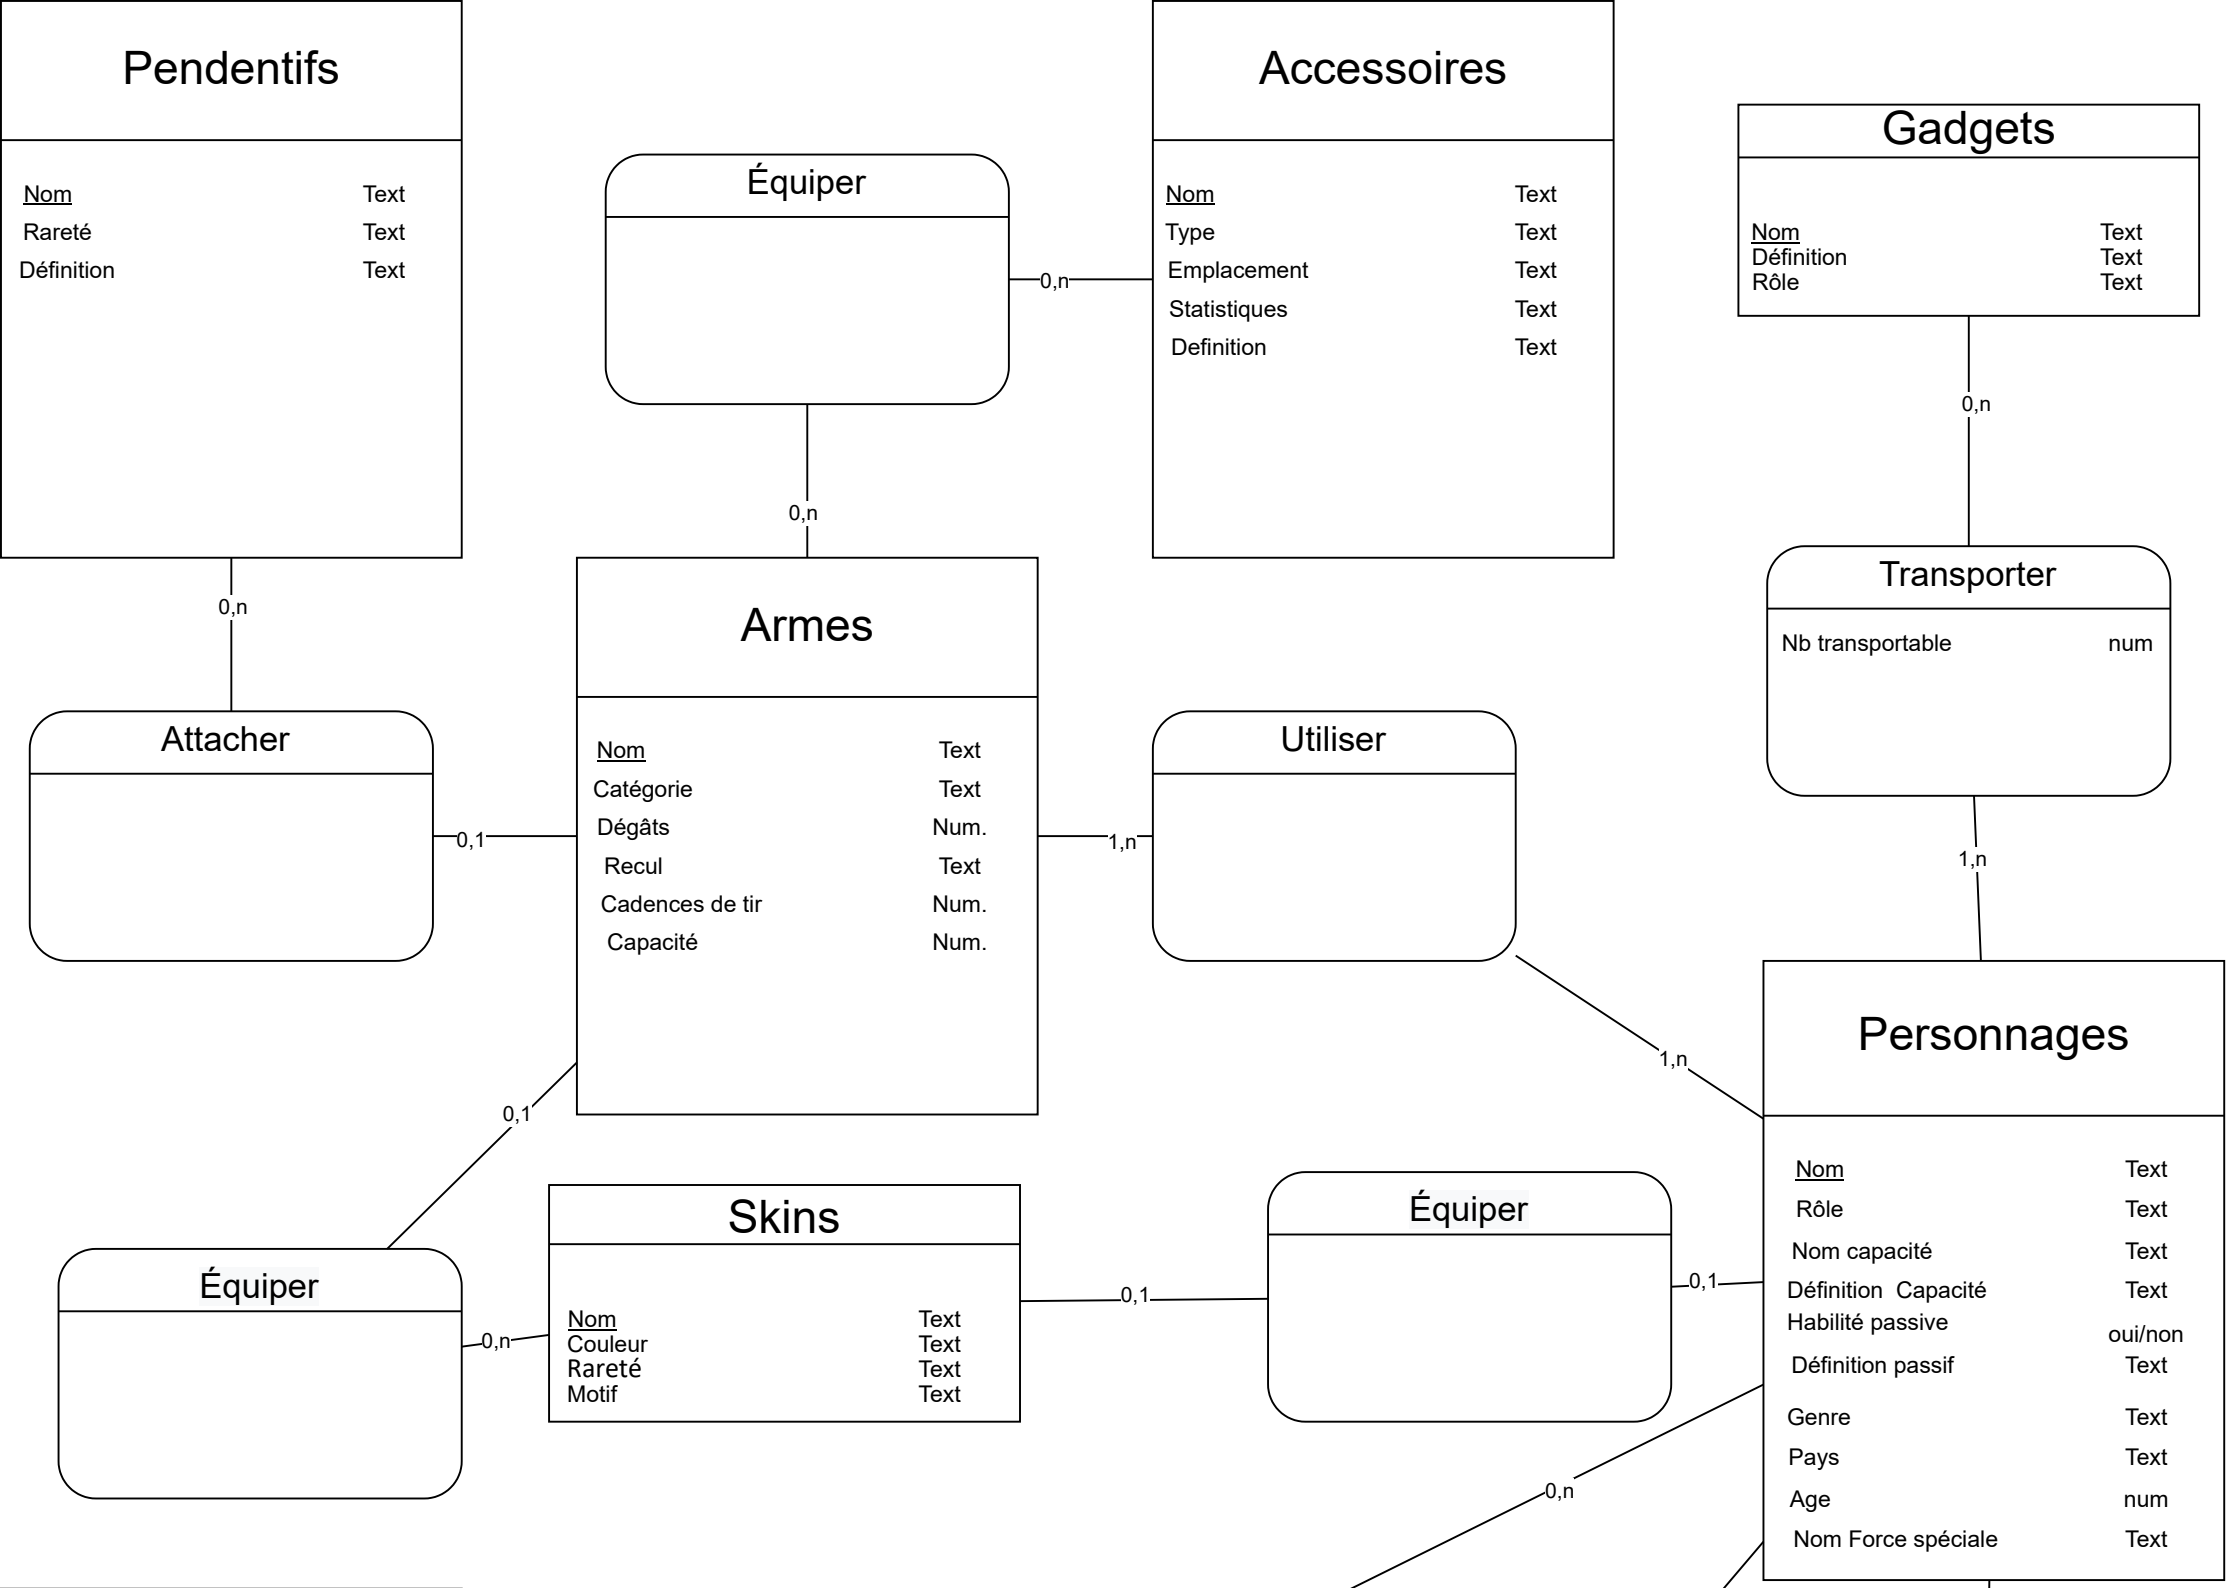 Pendentifs
Nom Text
Rareté Text
Définition Text
0,n
Équiper
0,n
0,n
Accessoires
Nom Text
Type Text
Emplacement Text
Statistiques Text
Definition Text
Gadgets
Nom Text
Définition Text
Rôle Text
0,n
Transporter
Nb transportable num
1,n
Attacher
0,1
Armes
Nom Text
Catégorie Text
Dégâts Num.
Recul Text
Cadences de tir Num.
Capacité Num.
1,n
Utiliser
1,n
0,1
Équiper
0,n
Skins
Nom Text
Couleur Text
Rareté Text
Motif Text
0,1
Équiper
0,1
Personnages
Nom Text
Rôle Text
Nom capacité Text
Définition  Capacité Text
Habilité passive oui/non
Définition passif Text
Genre Text
Pays Text
Age num
Nom Force spéciale Text
0,n